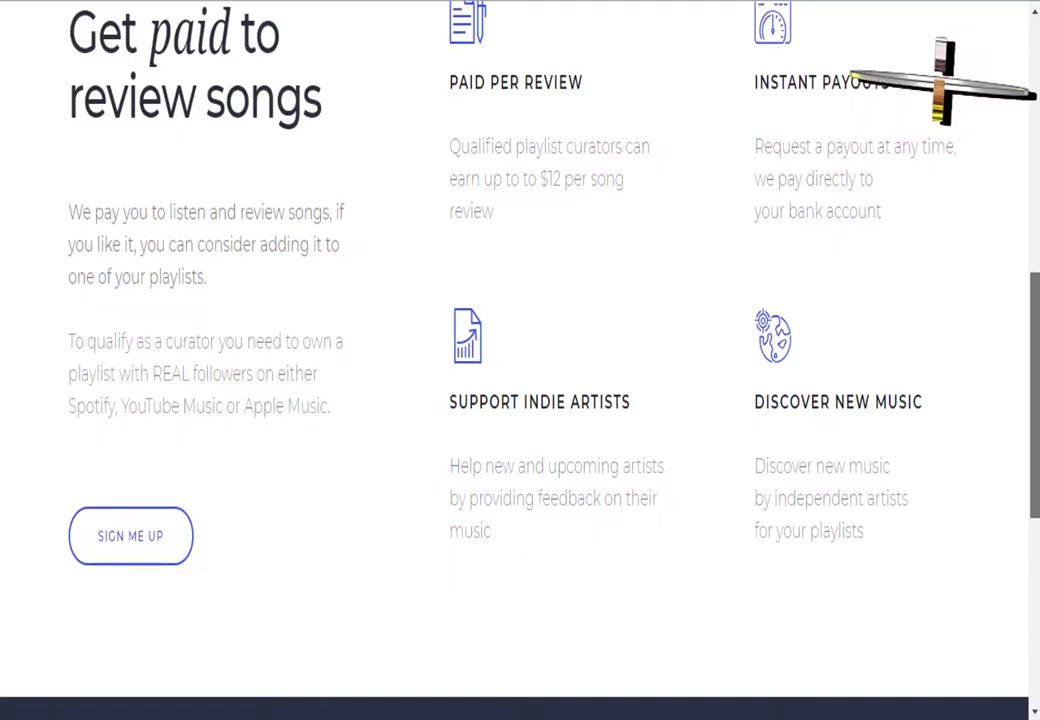 Get paid to
review songs
We pay you to listen and review songs, if
you like it, you can consider adding it to
one of your playlists.
To qualify as a curator you need to own a
playlist with REAL followers on either
Spotify, YouTube Music or Apple Music.
SIGN ME UP
PAID PER REVIEW
Qualified playlist curators can
earn up to to $12 per song
review
INSTANT PAYOUTS
Request a payout at any time,
we pay directly to
your bank account
SUPPORT INDIE ARTISTS
Help new and upcoming artists
by providing feedback on their
music
DISCOVER NEW MUSIC
Discover new music
by independent artists
for your playlists